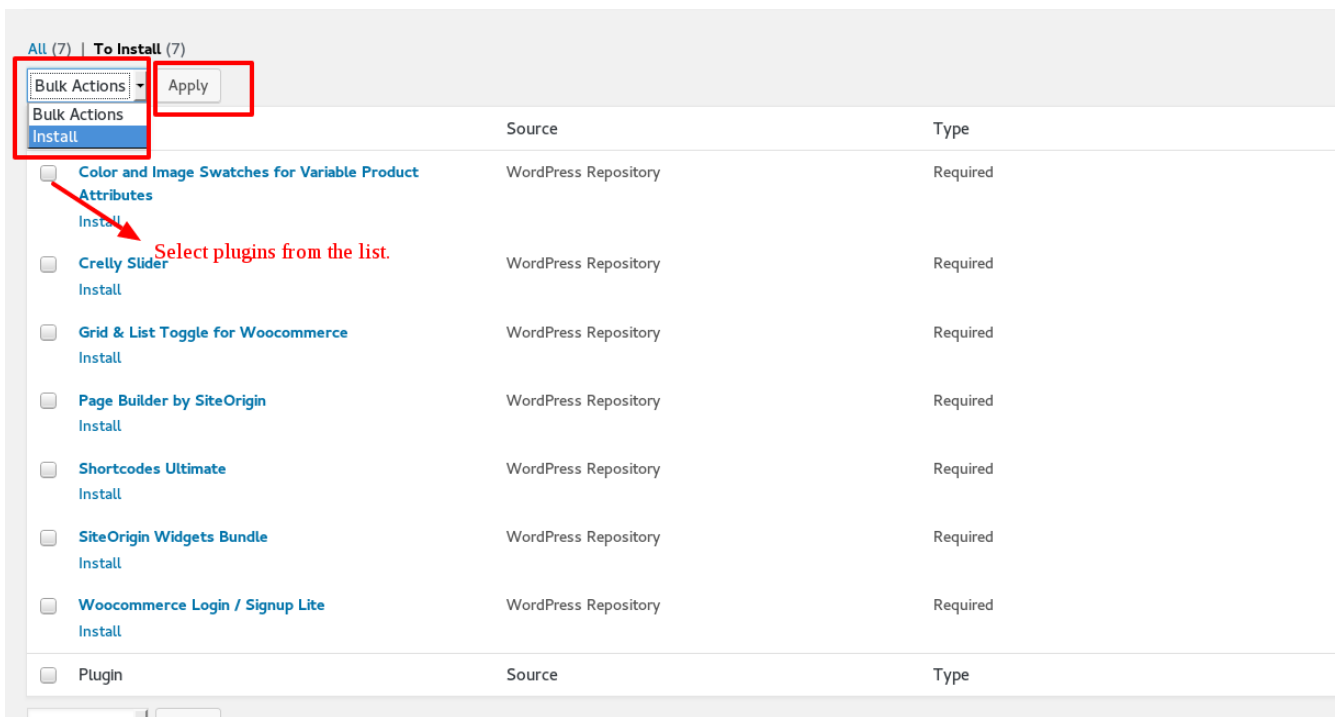 All (7) | To Install (7)
Bulk Actions Apply
Bulk Actions
Install
Source Type
Color and Image Swatches for Variable Product WordPress Repository Required
Attributes
Install
Select plugins from the list.
Crelly Slider WordPress Repository Required
Install
Grid & List Toggle for Woocommerce WordPress Repository Required
Install
Page Builder by SiteOrigin WordPress Repository Required
Install
Shortcodes Ultimate WordPress Repository Required
Install
SiteOrigin Widgets Bundle WordPress Repository Required
Install
Woocommerce Login / Signup Lite WordPress Repository Required
Install
Plugin Source Type